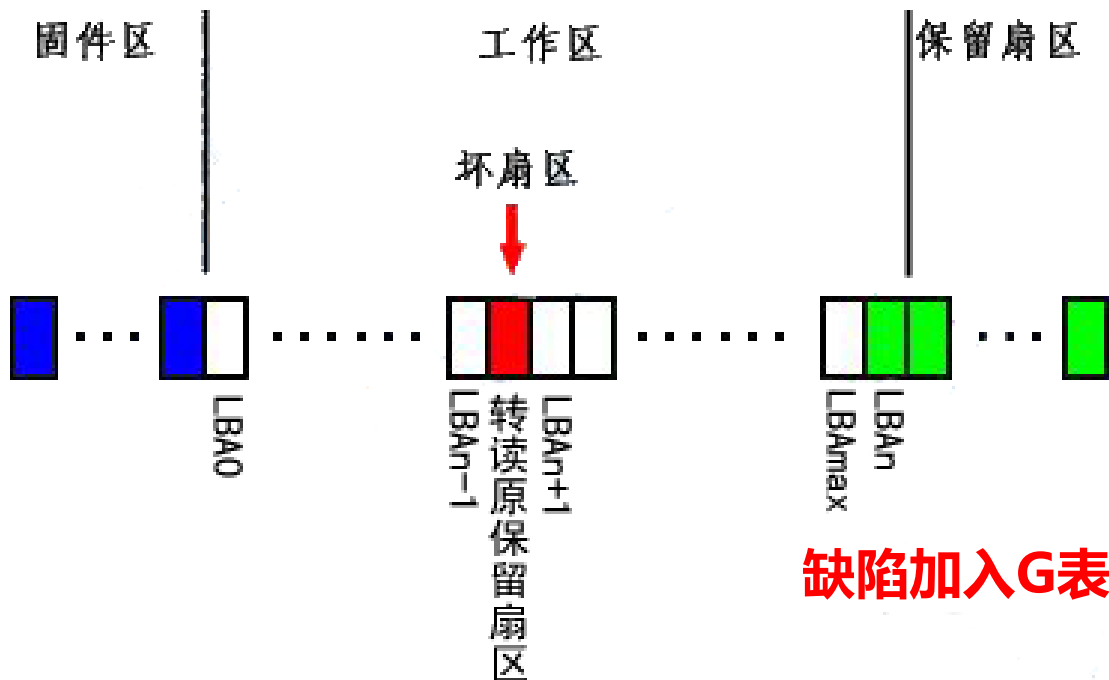 固件区
工作区
保留扇区
坏扇区
LBA0
LBAn-1
转读原保留扇区
LBAn+1
LBAmax
LBAn
缺陷加入G表